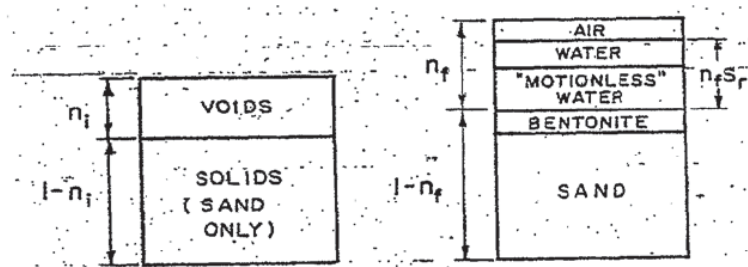 n_i
VOIDS
1-n_i
SOLIDS
(SAND
ONLY)
n_f
AIR
WATER
"MOTIONLESS"
WATER
n_fS_r
BENTONITE
1-n_f
SAND